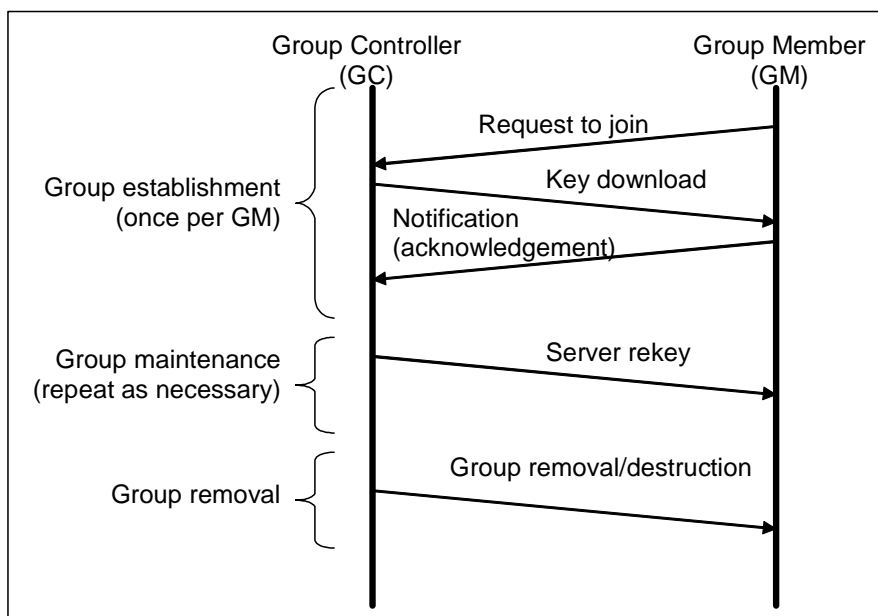 Group Controller
(GC)
Group Member
(GM)
Request to join
Group establishment
(once per GM)
Key download
Notification
(acknowledgement)
Group maintenance
(repeat as necessary)
Server rekey
Group removal
Group removal/destruction